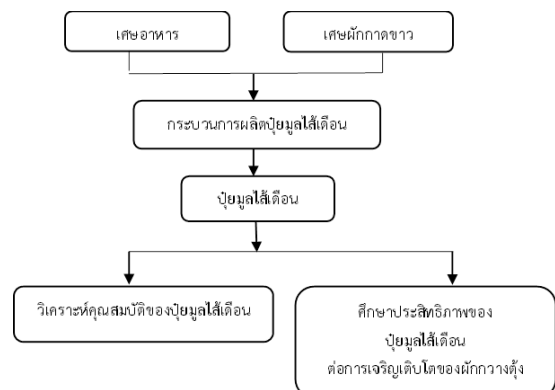 เศษอาหาร
เศษผักกาดขาว
กระบวนการผลิตปุ๋ยมูลไส้เดือน
ปุ๋ยมูลไส้เดือน
วิเคราะห์คุณสมบัติของปุ๋ยมูลไส้เดือน
ศึกษาประสิทธิภาพของ
ปุ๋ยมูลไส้เดือน
ต่อการเจริญเติบโตของผักกวางตุ้ง